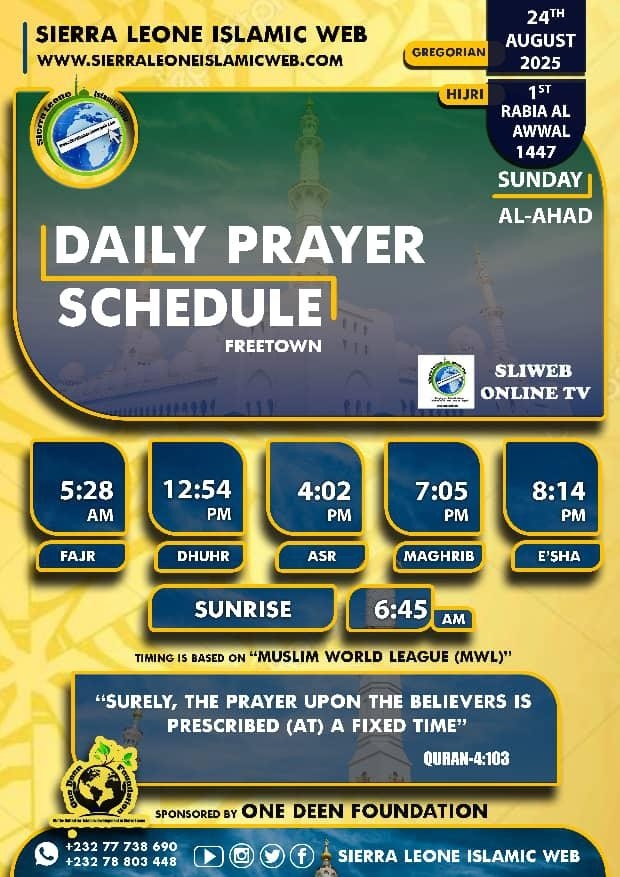 SIERRA LEONE ISLAMIC WEB
WWW.SIERRALEONEISLAMICWEB.COM
GREGORIAN
24TH
AUGUST
2025
HIJRI
1ST
RABIA AL
AWWAL
1447
Sierra Leone Islamic Web
SUNDAY
AL-AHAD
DAILY PRAYER
SCHEDULE
FREETOWN
SLIWEB
ONLINE TV
5:28
AM
FAJR
12:54
PM
DHUHR
4:02
PM
ASR
7:05
PM
MAGHRIB
8:14
PM
E'SHA
SUNRISE
6:45
AM
TIMING IS BASED ON “MUSLIM WORLD LEAGUE (MWL)”
“SURELY, THE PRAYER UPON THE BELIEVERS IS
PRESCRIBED (AT) A FIXED TIME”
QURAN-4:103
One Deen Foundation
SPONSORED BY ONE DEEN FOUNDATION
+232 77 738 690
+232 78 803 448
SIERRA LEONE ISLAMIC WEB